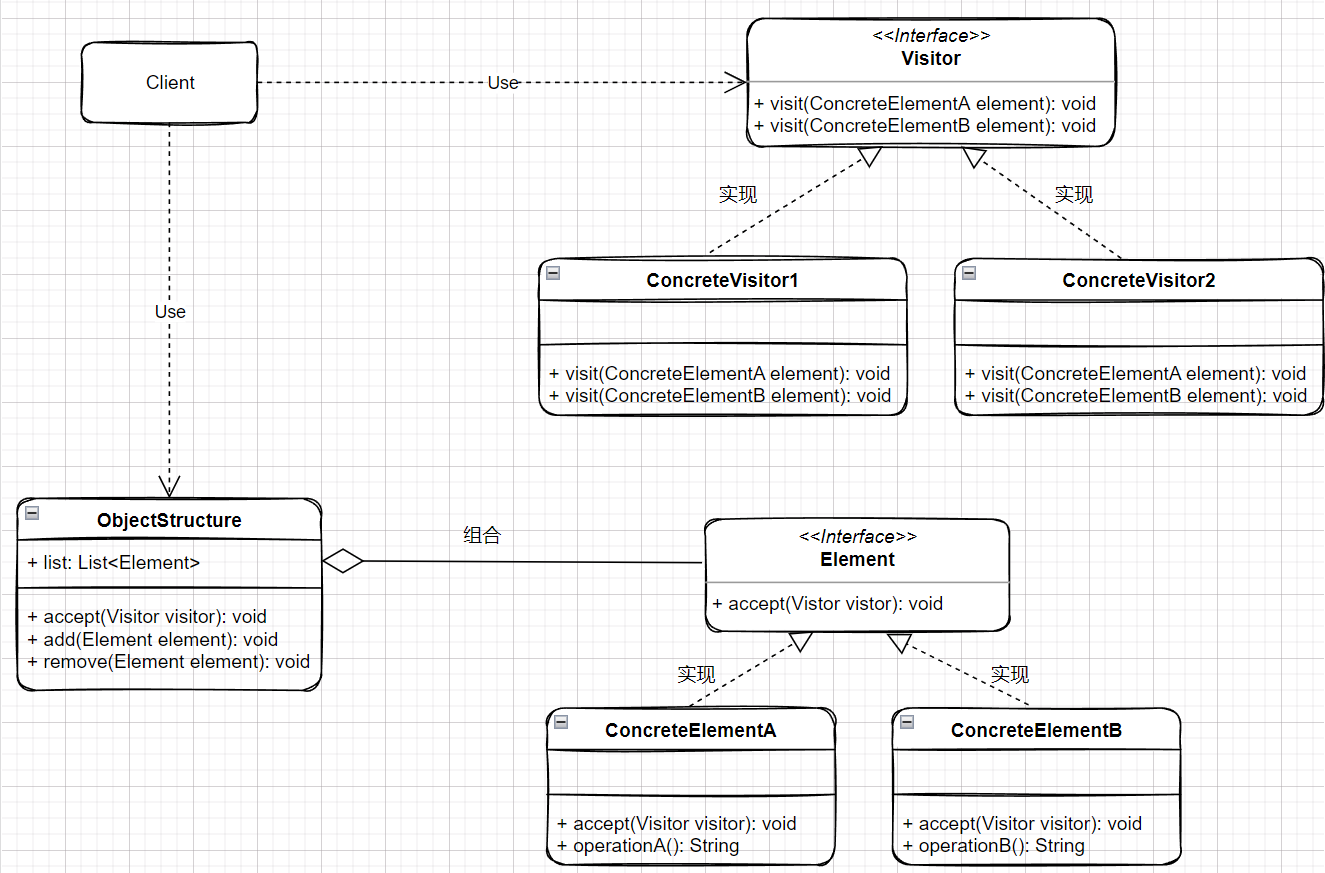 Client
Use
<<Interface>>
Visitor
+ visit(ConcreteElementA element): void
+ visit(ConcreteElementB element): void
实现
实现
ConcreteVisitor1
+ visit(ConcreteElementA element): void
+ visit(ConcreteElementB element): void
ConcreteVisitor2
+ visit(ConcreteElementA element): void
+ visit(ConcreteElementB element): void
Use
ObjectStructure
+ list: List<Element>
+ accept(Visitor visitor): void
+ add(Element element): void
+ remove(Element element): void
组合
<<Interface>>
Element
+ accept(Vistor vistor): void
实现
实现
ConcreteElementA
+ accept(Visitor visitor): void
+ operationA(): String
ConcreteElementB
+ accept(Visitor visitor): void
+ operationB(): String